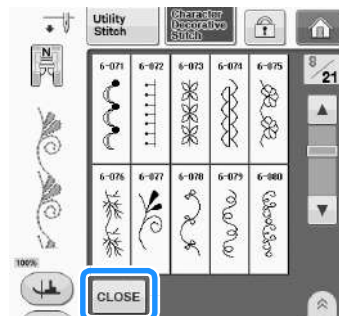 Utility
Stitch
Character
Decorative
Stitch
N
6-071 6-072 6-073 6-074 6-075
8/21
6-076 6-077 6-078 6-079 6-080
100%
CLOSE